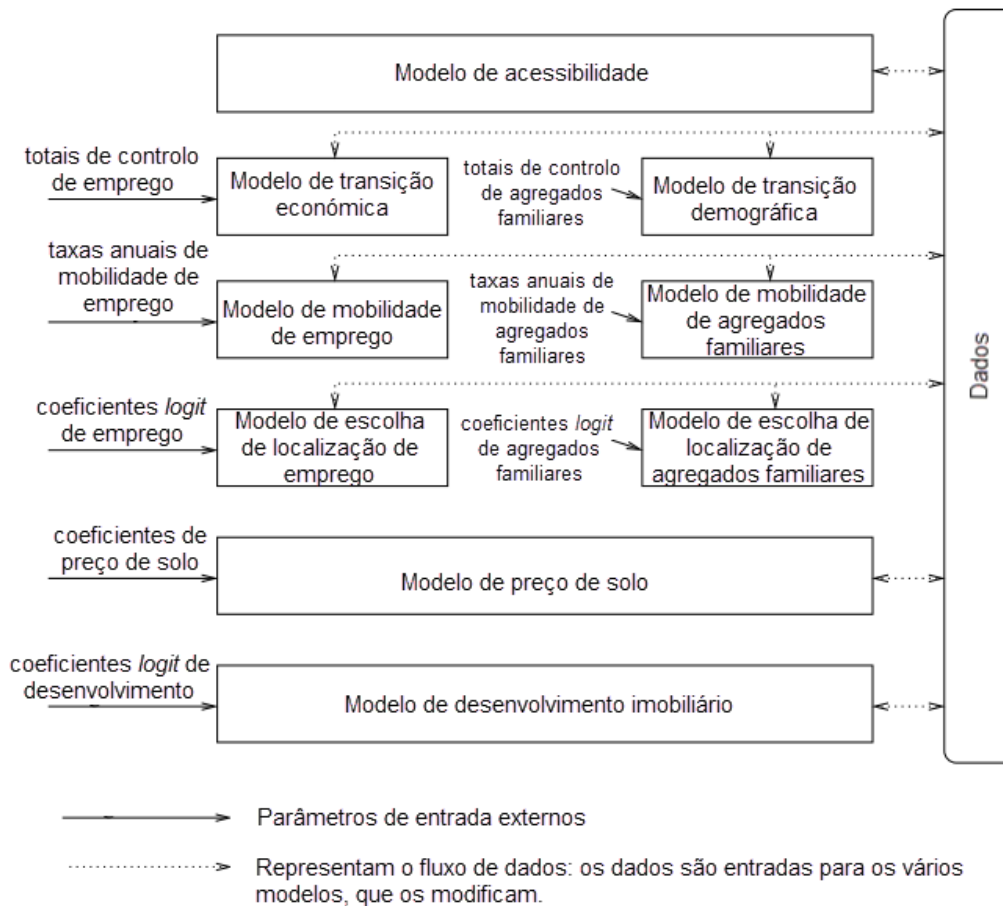 Modelo de acessibilidade
totais de controlo
de emprego
Modelo de transição
económica
totais de controlo
de agregados
familiares
Modelo de transição
demográfica
taxas anuais de
mobilidade de
emprego
Modelo de mobilidade
de emprego
taxas anuais de
mobilidade de
agregados
familiares
Modelo de mobilidade
de agregados
familiares
coeficientes logit
de emprego
Modelo de escolha
de localização de
emprego
coeficientes logit
de agregados
familiares
Modelo de escolha de
localização de
agregados familiares
coeficientes de
preço de solo
Modelo de preço de solo
coeficientes logit de
desenvolvimento
Modelo de desenvolvimento imobiliário
Dados
Parâmetros de entrada externos
Representam o fluxo de dados: os dados são entradas para os vários
modelos, que os modificam.